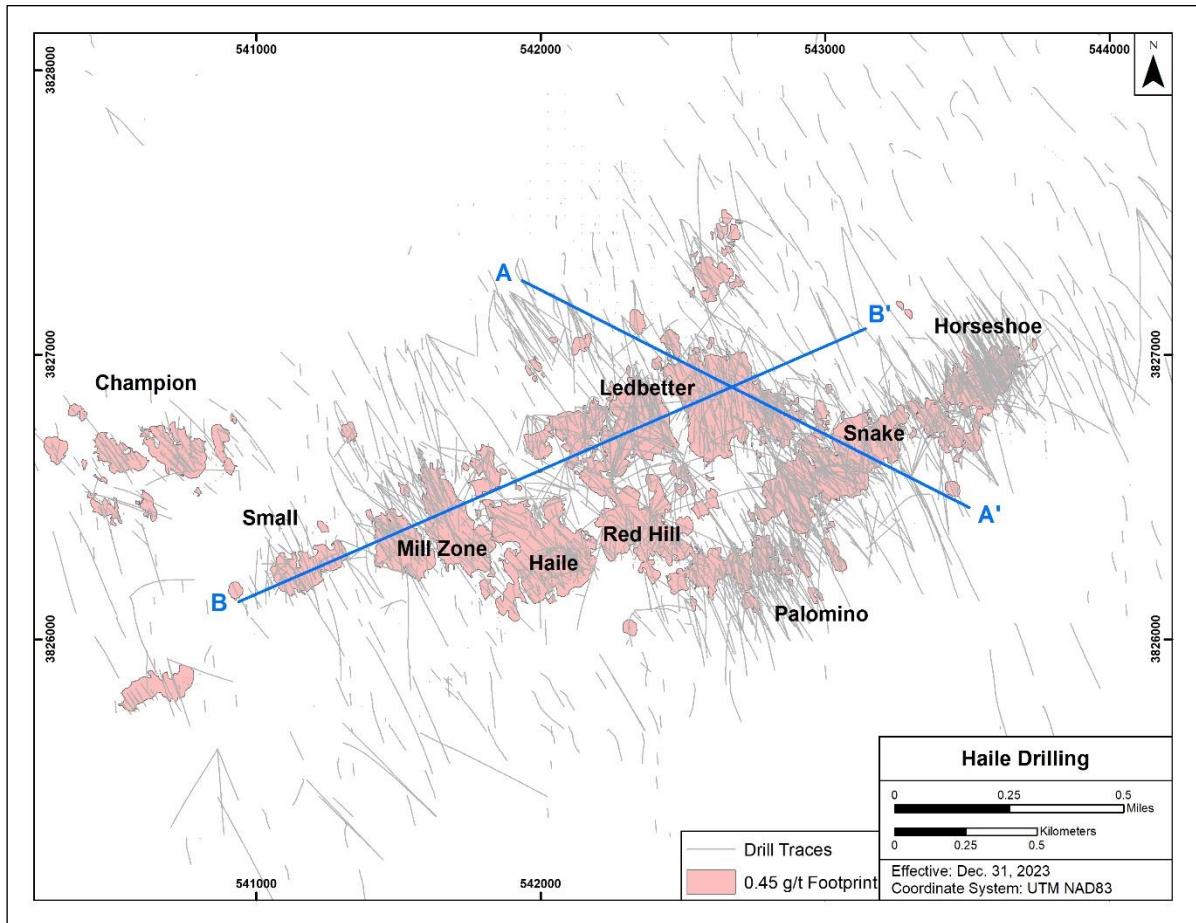 541000
542000
543000
544000
N
3828000
A
B'
Horseshoe
3827000
3827000
Champion
Ledbetter
Snake
Small
A'
Mill Zone
Haile
Red Hill
B
Palomino
3826000
3826000
Haile Drilling
0 0.25 0.5
Miles
Kilometers
0 0.25 0.5
Drill Traces
0.45 g/t Footprint
Effective: Dec. 31, 2023
Coordinate System: UTM NAD83
541000
542000
543000
544000